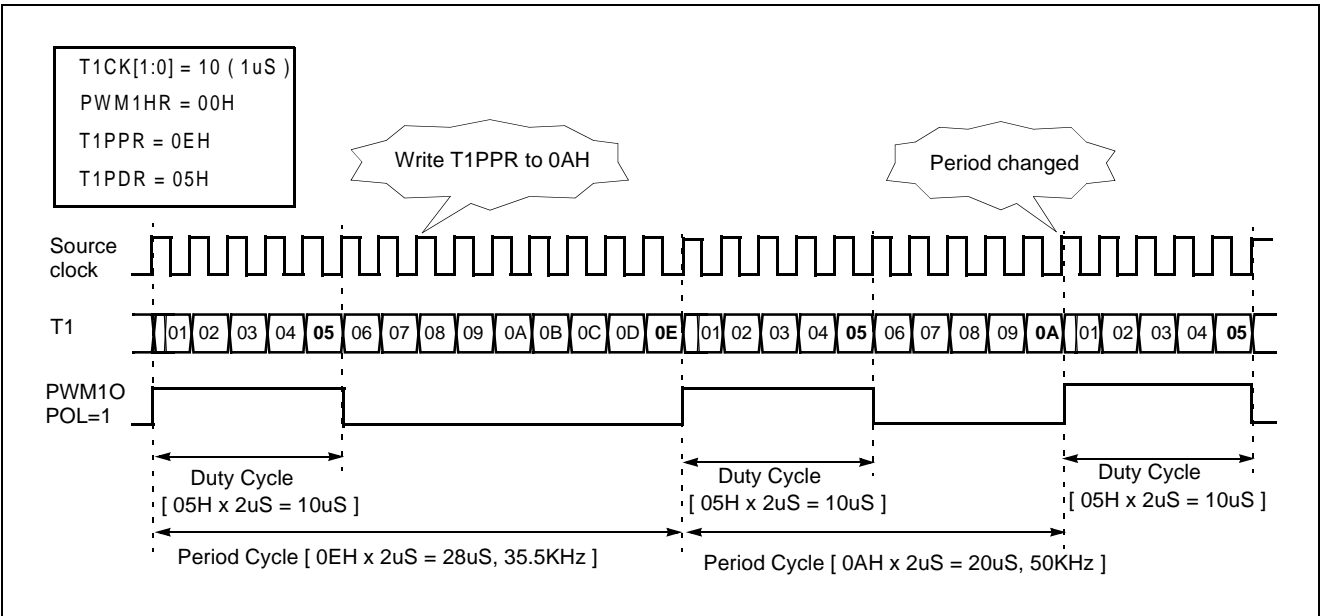 T1CK[1:0] = 10 ( 1uS )
PWM1HR = 00H
T1PPR = 0EH
T1PDR = 05H
Write T1PPR to 0AH
Period changed
Source
clock
T1
01 02 03 04 05 06 07 08 09 0A 0B 0C 0D 0E 01 02 03 04 05 06 07 08 09 0A 01 02 03 04 05
PWM1O
POL=1
Duty Cycle
[ 05H x 2uS = 10uS ]
Duty Cycle
[ 05H x 2uS = 10uS ]
Duty Cycle
[ 05H x 2uS = 10uS ]
Period Cycle [ 0EH x 2uS = 28uS, 35.5KHz ]
Period Cycle [ 0AH x 2uS = 20uS, 50KHz ]